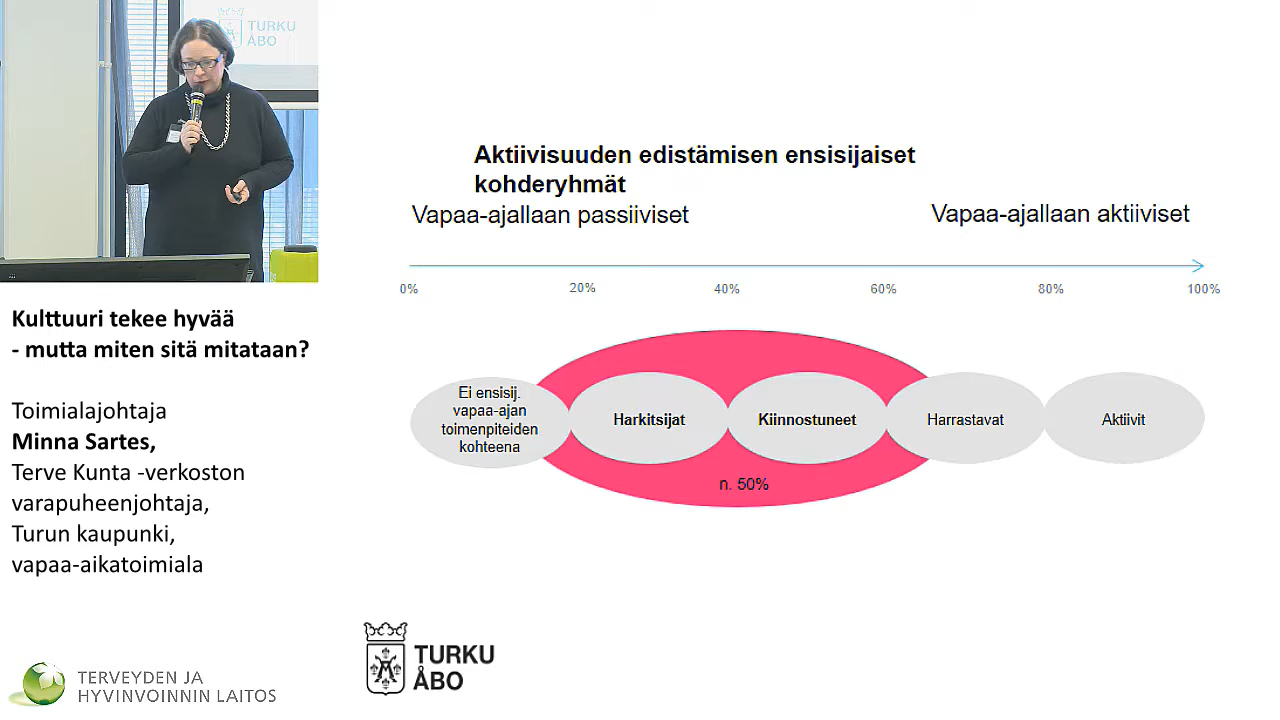 TURKU
ÅBO
Kulttuuri tekee hyvää
- mutta miten sitä mitataan?
Toimialajohtaja
Minna Sartes,
Terve Kunta -verkoston
varapuheenjohtaja,
Turun kaupunki,
vapaa-aikatoimiala
TERVEYDEN JA
HYVINVOINNIN LAITOS
Aktiivisuuden edistämisen ensisijaiset
kohderyhmät
Vapaa-ajallaan passiiviset
Vapaa-ajallaan aktiiviset
0%
20%
40%
60%
80%
100%
Ei ensisij.
vapaa-ajan
toimenpiteiden
kohteena
Harkitsijat
Kiinnostuneet
Harrastavat
Aktiivit
n. 50%
TURKU
ÅBO